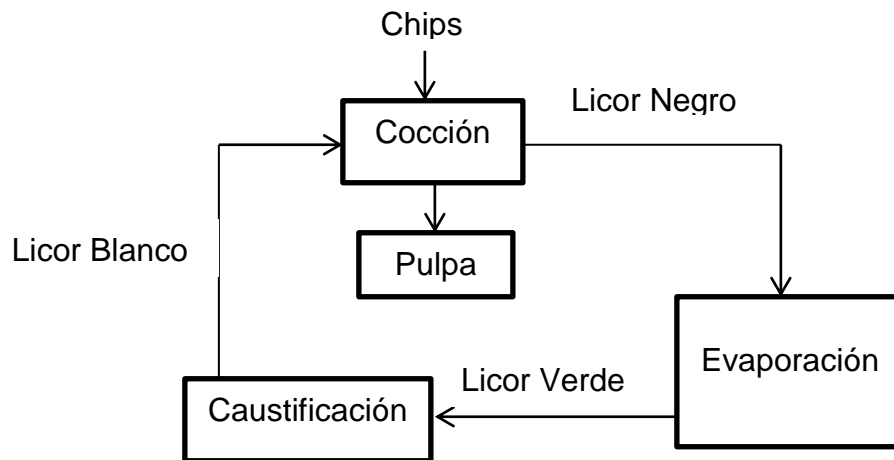 Chips
Licor Negro
Cocción
Licor Blanco
Pulpa
Evaporación
Licor Verde
Caustificación